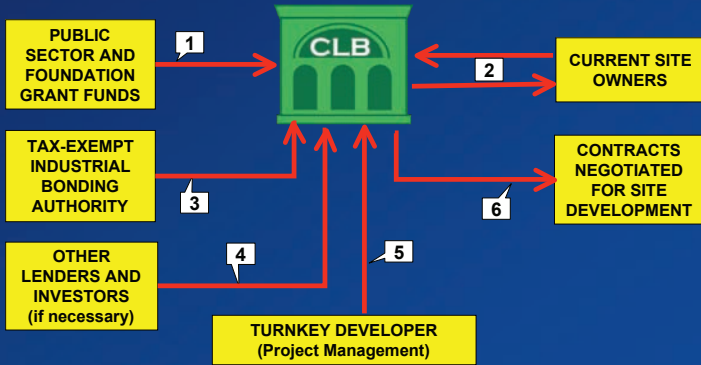 PUBLIC
SECTOR AND
FOUNDATION
GRANT FUNDS
1
CLB
2
CURRENT SITE
OWNERS
TAX-EXEMPT
INDUSTRIAL
BONDING
AUTHORITY
3
CONTRACTS
NEGOTIATED
FOR SITE
DEVELOPMENT
6
OTHER
LENDERS AND
INVESTORS
(if necessary)
4
5
TURNKEY DEVELOPER
(Project Management)